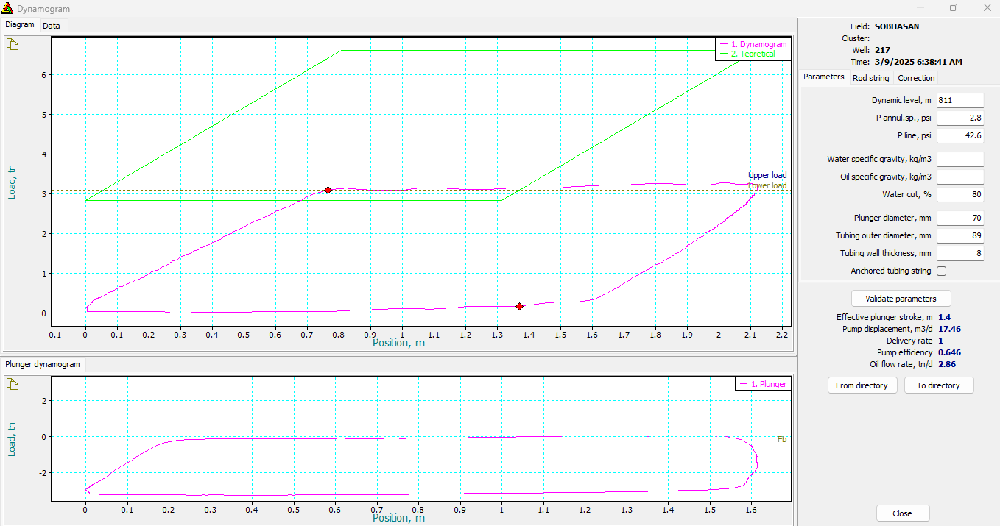 Dynamogram
Diagram Data
1. Dynamogram
2. Teoretical
Upper load
Lower load
Load, tn
6
5
4
3
2
1
0
-0.1 0 0.1 0.2 0.3 0.4 0.5 0.6 0.7 0.8 0.9 1 1.1 1.2 1.3 1.4 1.5 1.6 1.7 1.8 1.9 2 2.1 2.2
Position, m
Plunger dynamogram
1. Plunger
Fb
Load, tn
2
0
-2
0 0.1 0.2 0.3 0.4 0.5 0.6 0.7 0.8 0.9 1 1.1 1.2 1.3 1.4 1.5 1.6
Position, m
Field: SOBHASAN
Cluster:
Well: 217
Time: 3/9/2025 6:38:41 AM
Parameters Rod string Correction
Dynamic level, m 811
P annul.sp., psi 2.8
P line, psi 42.6
Water specific gravity, kg/m3
Oil specific gravity, kg/m3
Water cut, % 80
Plunger diameter, mm 70
Tubing outer diameter, mm 89
Tubing wall thickness, mm 8
Anchored tubing string
Validate parameters
Effective plunger stroke, m 1.4
Pump displacement, m3/d 17.46
Delivery rate 1
Pump efficiency 0.646
Oil flow rate, tn/d 2.86
From directory To directory
Close